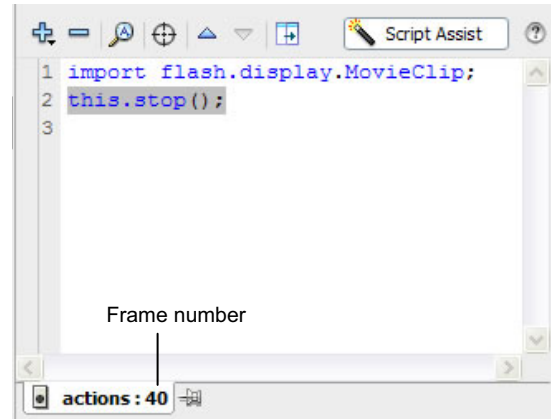 Script Assist
1 import flash.display.MovieClip;
2 this.stop();
3
Frame number
actions : 40